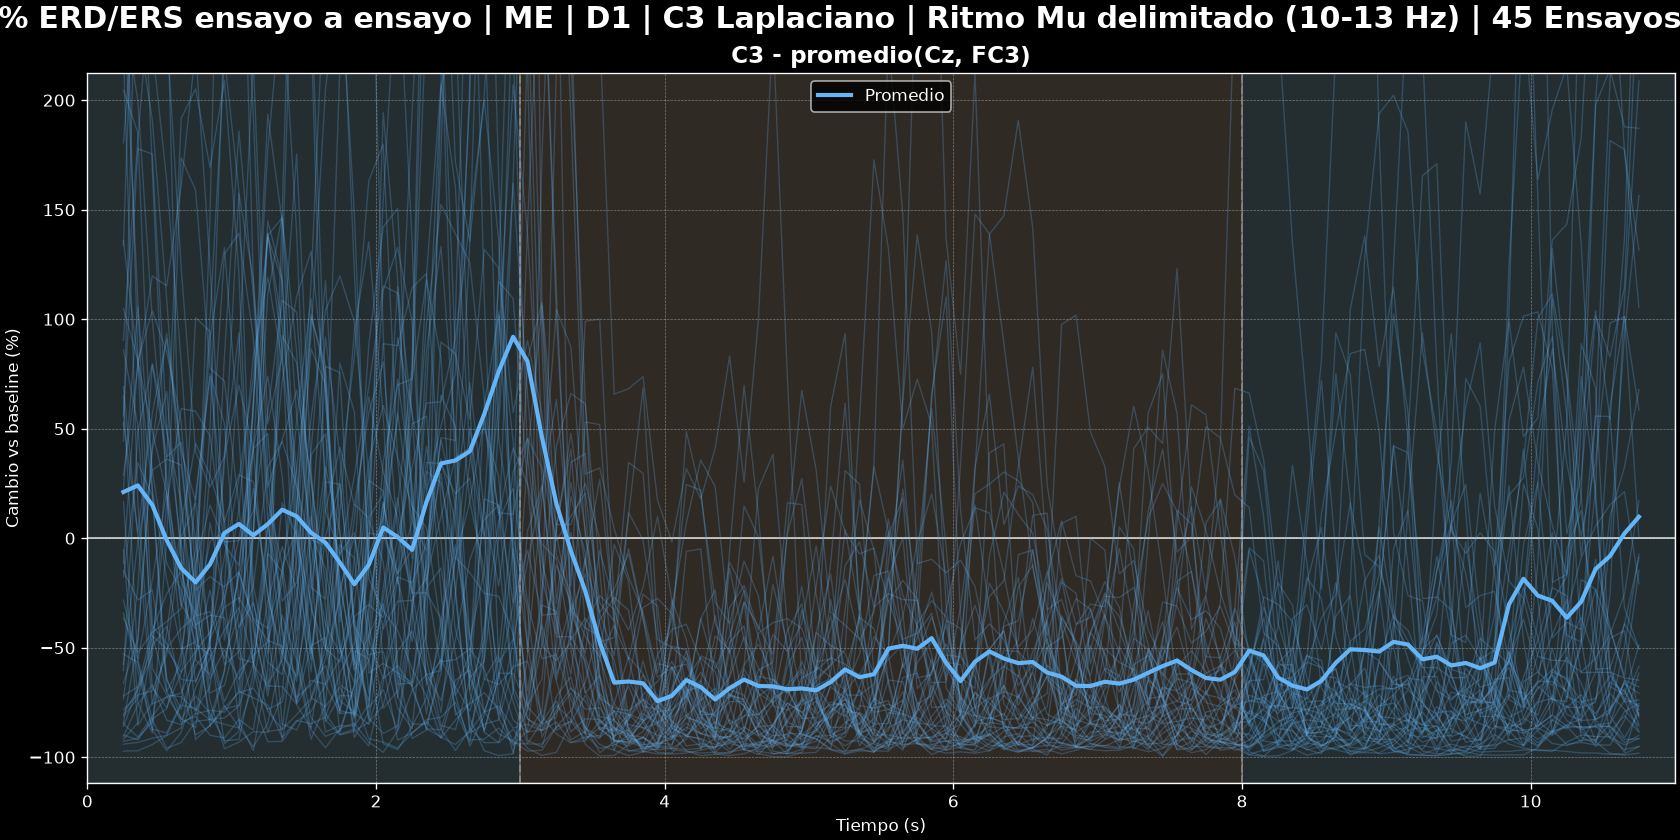 % ERD/ERS ensayo a ensayo | ME | D1 | C3 Laplaciano | Ritmo Mu delimitado (10-13 Hz) | 45 Ensayos
C3 - promedio(Cz, FC3)
Promedio
Cambio vs baseline (%)
200
150
100
50
0
−50
−100
0 2 4 6 8 10
Tiempo (s)